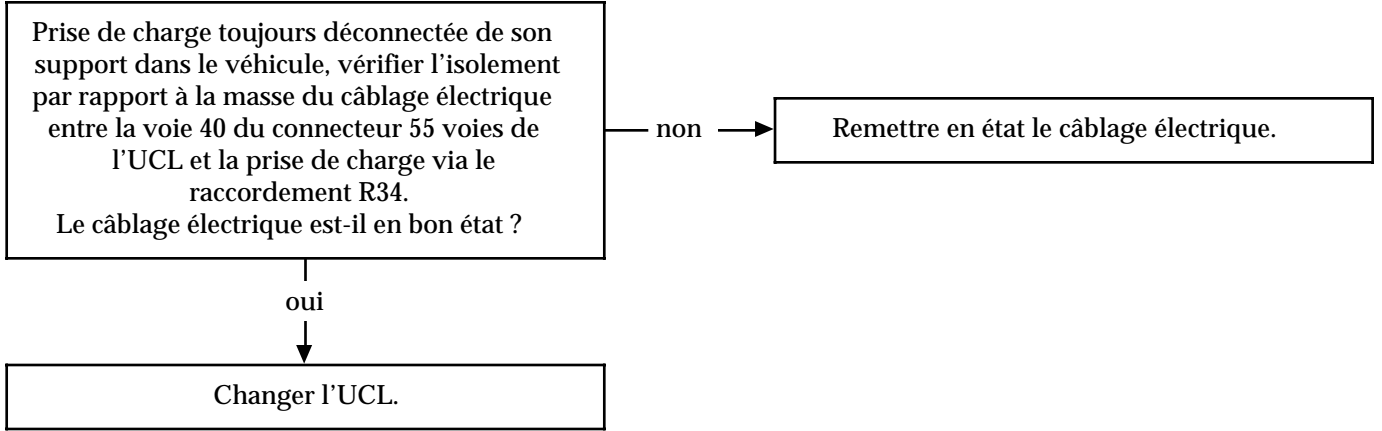 Prise de charge toujours déconnectée de son
support dans le véhicule, vérifier l'isolement
par rapport à la masse du câblage électrique
entre la voie 40 du connecteur 55 voies de
l'UCL et la prise de charge via le
raccordement R34.
Le câblage électrique est-il en bon état ?
non
Remettre en état le câblage électrique.
oui
Changer l'UCL.